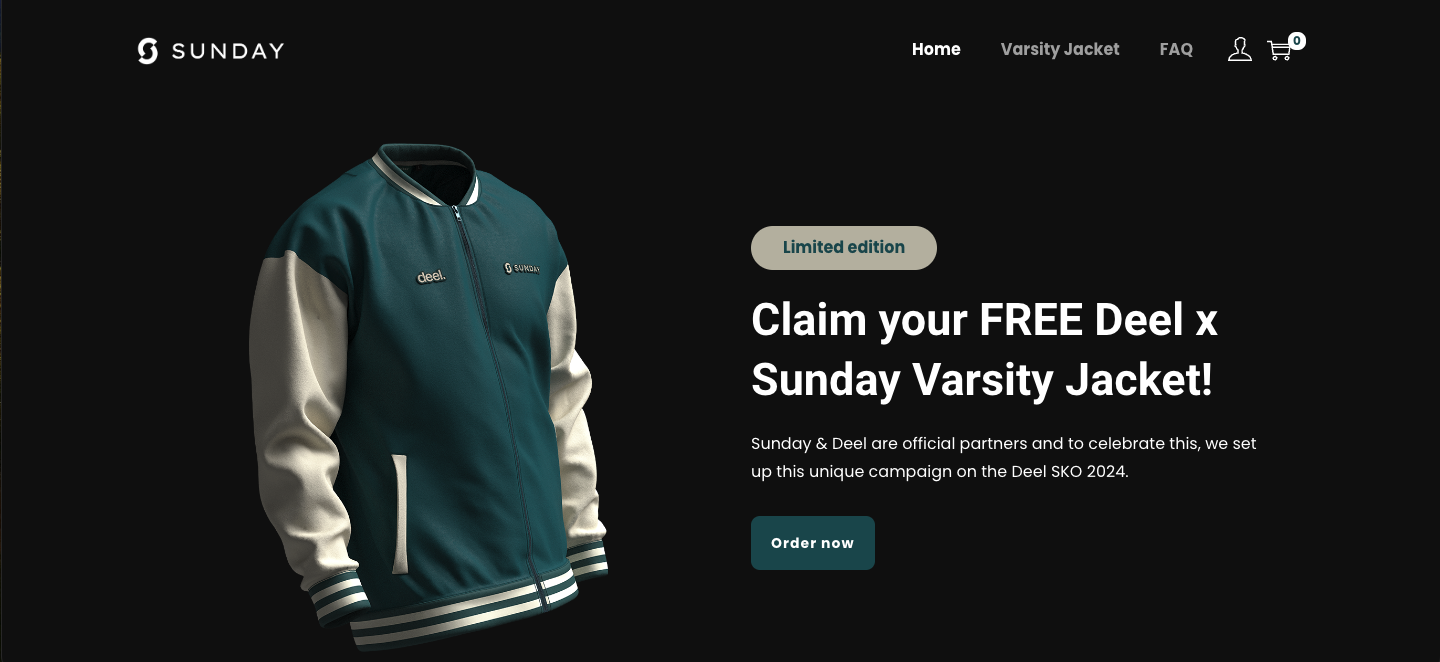 SUNDAY
Home
Varsity Jacket
FAQ
0
deel.
SUNDAY
Limited edition
Claim your FREE Deel x
Sunday Varsity Jacket!
Sunday & Deel are official partners and to celebrate this, we set
up this unique campaign on the Deel SKO 2024.
Order now